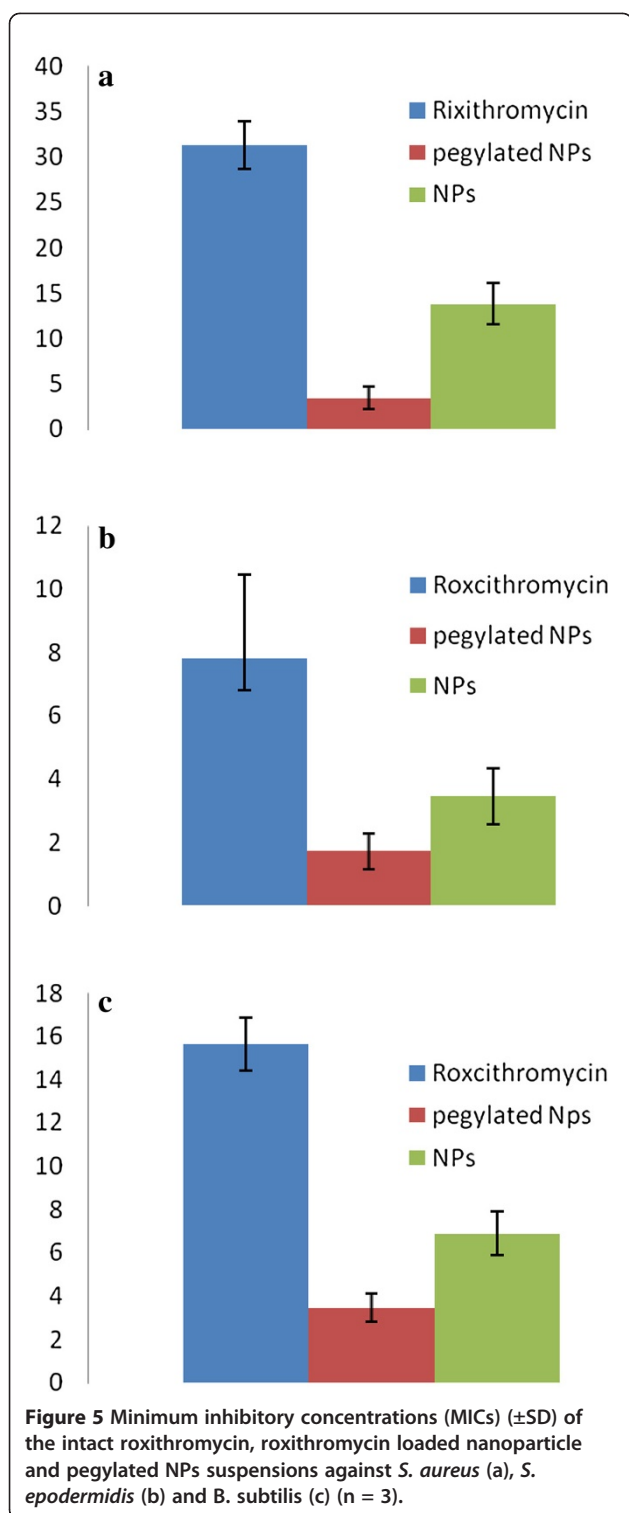 40
35
30
25
20
15
10
5
0
a
Rixithromycin
pegylated NPs
NPs
12
10
8
6
4
2
0
b
Roxcithromycin
pegylated NPs
NPs
18
16
14
12
10
8
6
4
2
0
c
Roxcithromycin
pegylated Nps
NPs
Figure 5 Minimum inhibitory concentrations (MICs) (±SD) of
the intact roxithromycin, roxithromycin loaded nanoparticle
and pegylated NPs suspensions against S. aureus (a), S.
epodermidis (b) and B. subtilis (c) (n = 3).